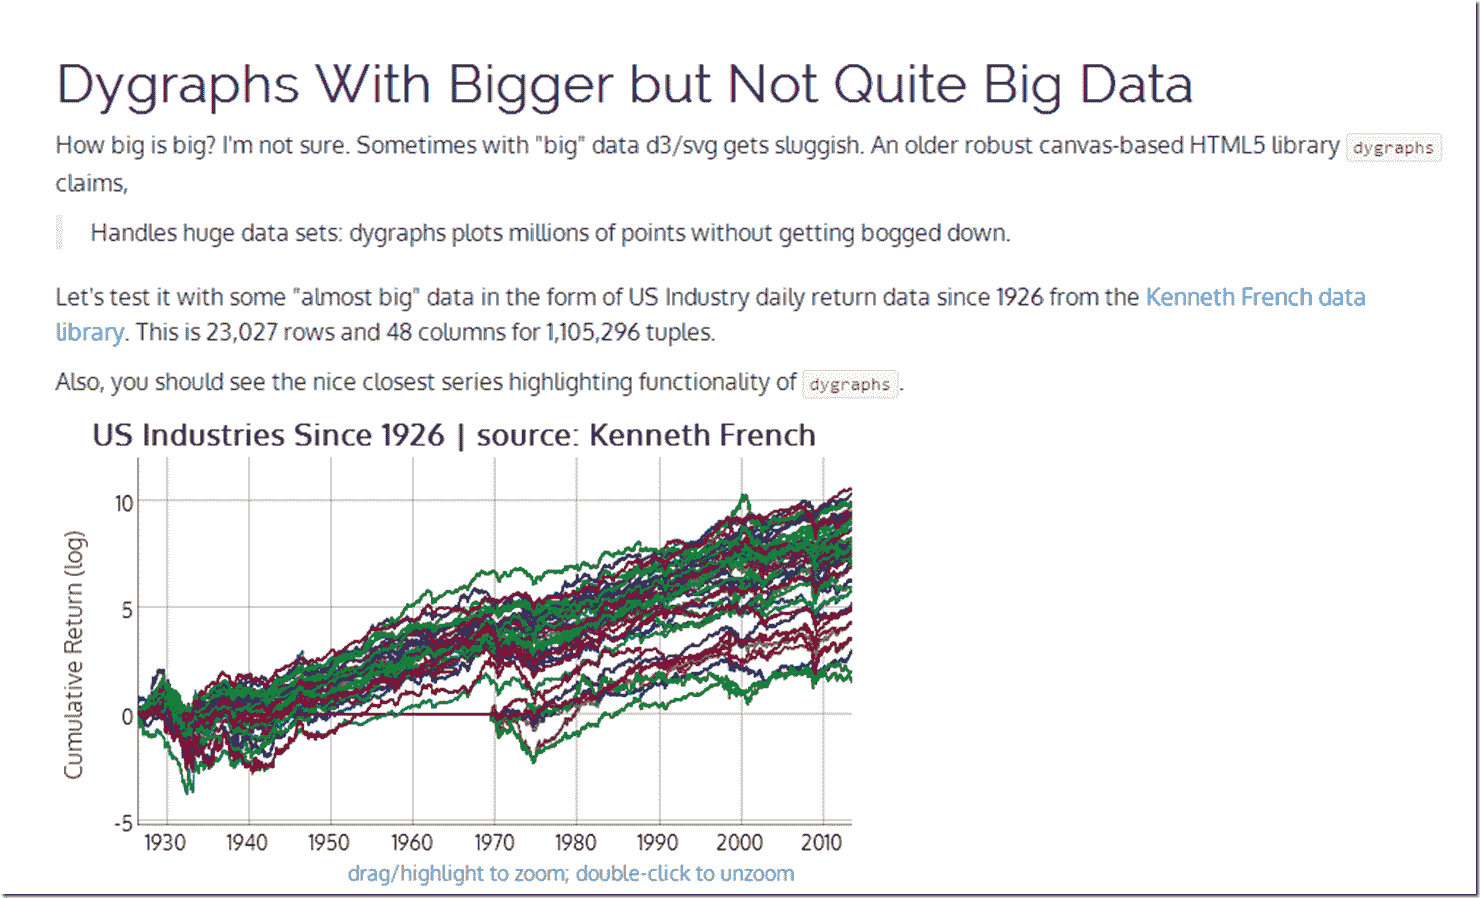 Dygraphs With Bigger but Not Quite Big Data
How big is big? I'm not sure. Sometimes with "big" data d3/svg gets sluggish. An older robust canvas-based HTML5 library dygraphs
claims,
Handles huge data sets: dygraphs plots millions of points without getting bogged down.
Let's test it with some "almost big" data in the form of US Industry daily return data since 1926 from the Kenneth French data
library. This is 23,027 rows and 48 columns for 1,105,296 tuples.
Also, you should see the nice closest series highlighting functionality of dygraphs.
US Industries Since 1926 | source: Kenneth French
Cumulative Return (log)
10
5
0
-5
1930 1940 1950 1960 1970 1980 1990 2000 2010
drag/highlight to zoom; double-click to unzoom